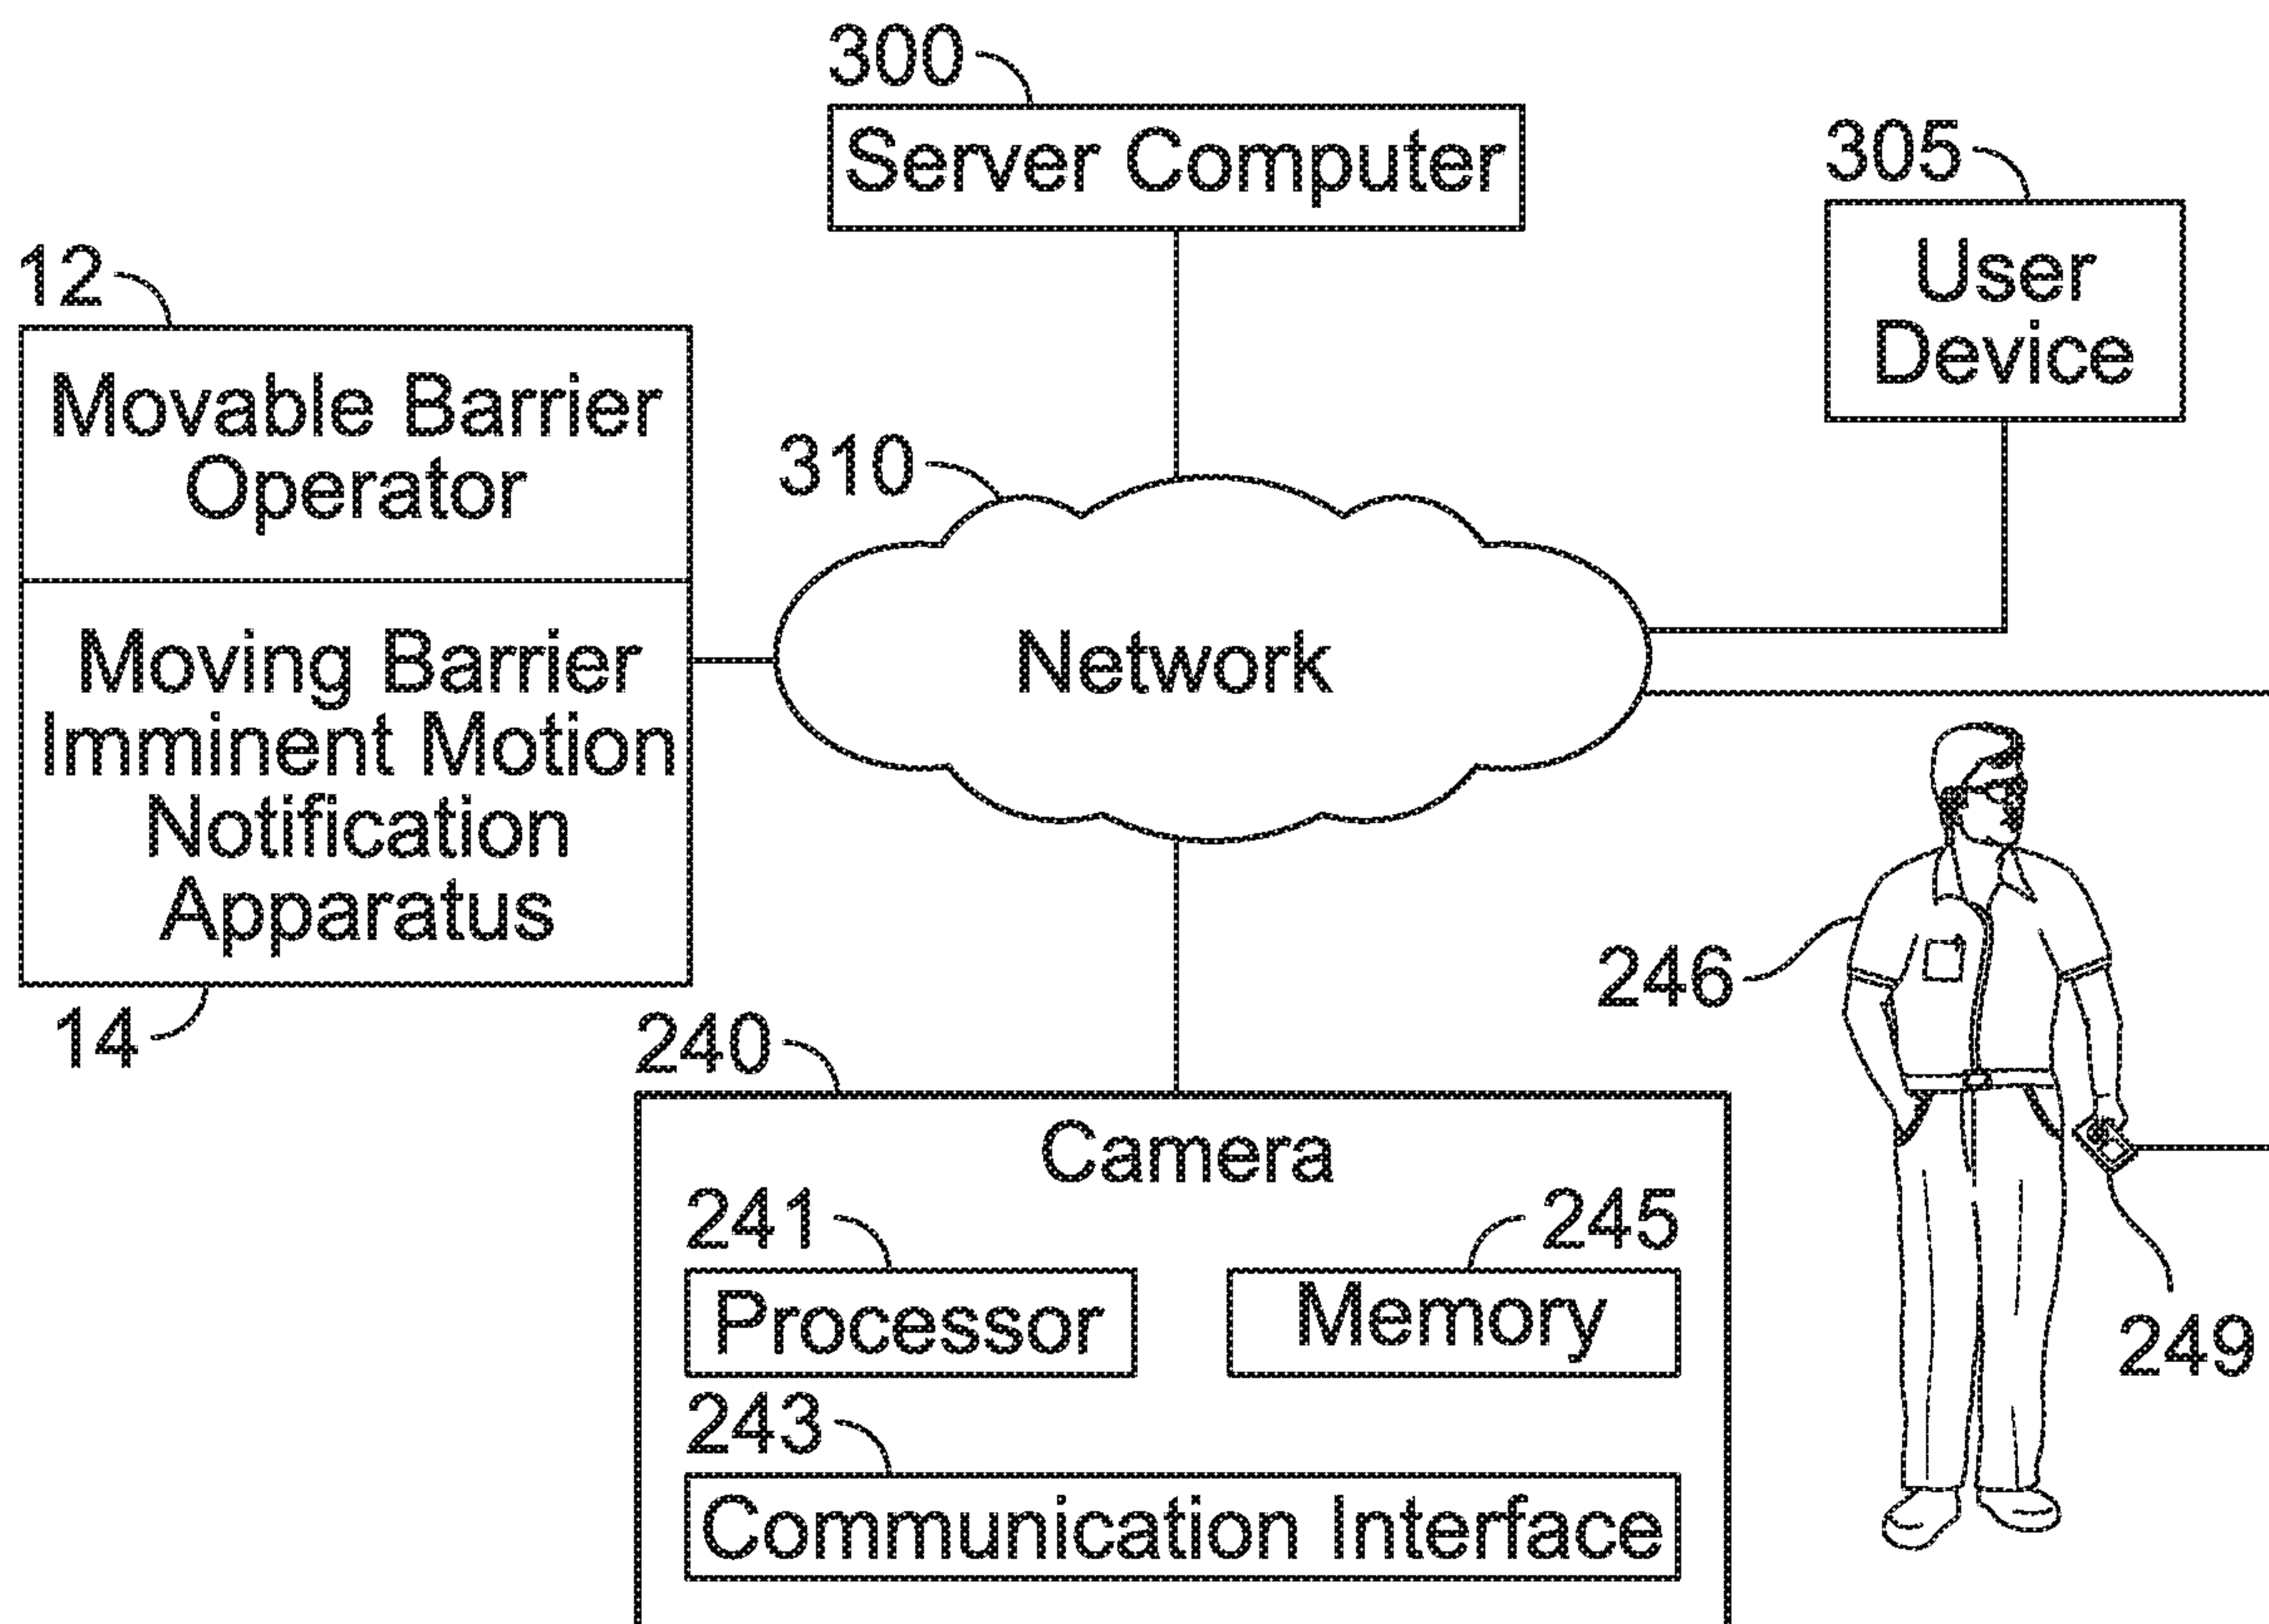 300
Server Computer
305
User
Device
12
Movable Barrier
Operator
310
Network
Moving Barrier
Imminent Motion
Notification
Apparatus
14
246
240
Camera
241
245
Processor
Memory
249
243
Communication Interface